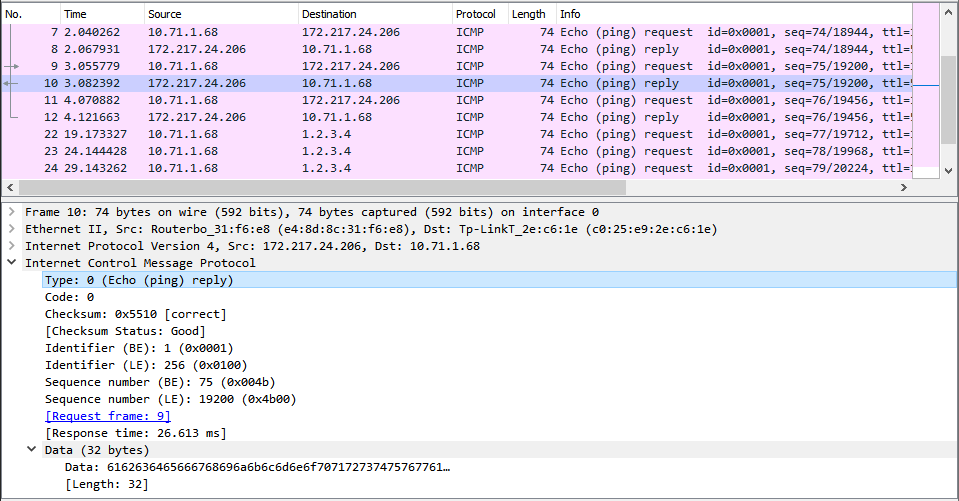 No. Time Source Destination Protocol Length Info
7 2.040262 10.71.1.68 172.217.24.206 ICMP 74 Echo (ping) request id=0x0001, seq=74/18944, ttl=
8 2.067931 172.217.24.206 10.71.1.68 ICMP 74 Echo (ping) reply id=0x0001, seq=74/18944, ttl=
9 3.055779 10.71.1.68 172.217.24.206 ICMP 74 Echo (ping) request id=0x0001, seq=75/19200, ttl=
10 3.082392 172.217.24.206 10.71.1.68 ICMP 74 Echo (ping) reply id=0x0001, seq=75/19200, ttl=
11 4.070882 10.71.1.68 172.217.24.206 ICMP 74 Echo (ping) request id=0x0001, seq=76/19456, ttl=
12 4.121663 172.217.24.206 10.71.1.68 ICMP 74 Echo (ping) reply id=0x0001, seq=76/19456, ttl=
22 19.173327 10.71.1.68 1.2.3.4 ICMP 74 Echo (ping) request id=0x0001, seq=77/19712, ttl=
23 24.144428 10.71.1.68 1.2.3.4 ICMP 74 Echo (ping) request id=0x0001, seq=78/19968, ttl=
24 29.143262 10.71.1.68 1.2.3.4 ICMP 74 Echo (ping) request id=0x0001, seq=79/20224, ttl=
Frame 10: 74 bytes on wire (592 bits), 74 bytes captured (592 bits) on interface 0
Ethernet II, Src: Routerbo_31:f6:e8 (e4:8d:8c:31:f6:e8), Dst: Tp-LinkT_2e:c6:1e (c0:25:e9:2e:c6:1e)
Internet Protocol Version 4, Src: 172.217.24.206, Dst: 10.71.1.68
Internet Control Message Protocol
Type: 0 (Echo (ping) reply)
Code: 0
Checksum: 0x5510 [correct]
[Checksum Status: Good]
Identifier (BE): 1 (0x0001)
Identifier (LE): 256 (0x0100)
Sequence number (BE): 75 (0x004b)
Sequence number (LE): 19200 (0x4b00)
[Request frame: 9]
[Response time: 26.613 ms]
Data (32 bytes)
Data: 6162636465666768696a6b6c6d6e6f7071727374757677​61…
[Length: 32]